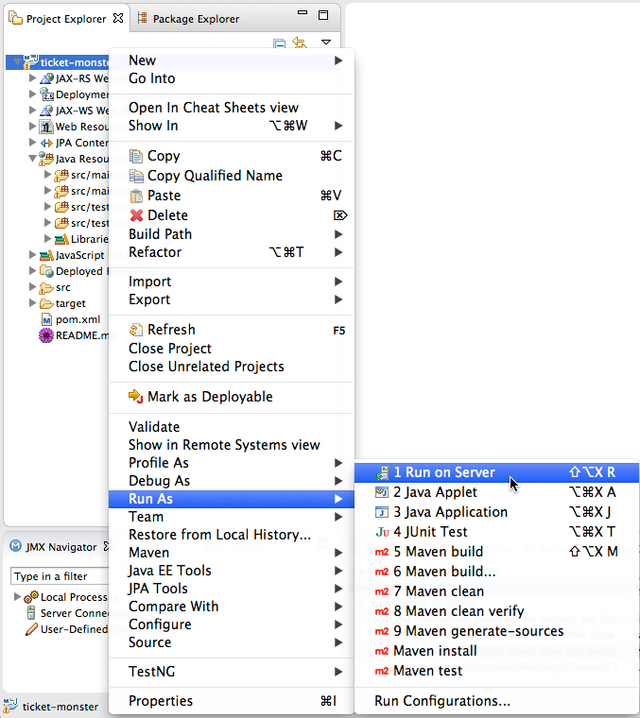 Project Explorer
Package Explorer
ticket-monster
JAX-RS We
Deployme
JAX-WS We
Web Resou
JPA Conten
Java Resou
src/mai
src/mai
src/test
src/test
Librarie
JavaScript
Deployed
src
target
pom.xml
README.m
New
Go Into
Open In Cheat Sheets view
Show In ⌥⌘W
Copy ⌘C
Copy Qualified Name
Paste ⌘V
Delete ⌦
Build Path
Refactor ⌥⌘T
Import
Export
Refresh F5
Close Project
Close Unrelated Projects
Mark as Deployable
Validate
Show in Remote Systems view
Profile As
Debug As
Run As
Team
Restore from Local History...
Maven
Java EE Tools
JPA Tools
Compare With
Configure
Source
TestNG
Properties ⌘I
1 Run on Server ⇧⌥X R
2 Java Applet ⌥⌘X A
3 Java Application ⌥⌘X J
Ju 4 JUnit Test ⌥⌘X T
m2 5 Maven build ⇧⌥X M
m2 6 Maven build...
m2 7 Maven clean
m2 8 Maven clean verify
m2 9 Maven generate-sources
m2 Maven install
m2 Maven test
Run Configurations...
JMX Navigator
Type in a filter
Local Processe
Server Conne
User-Defined
ticket-monster